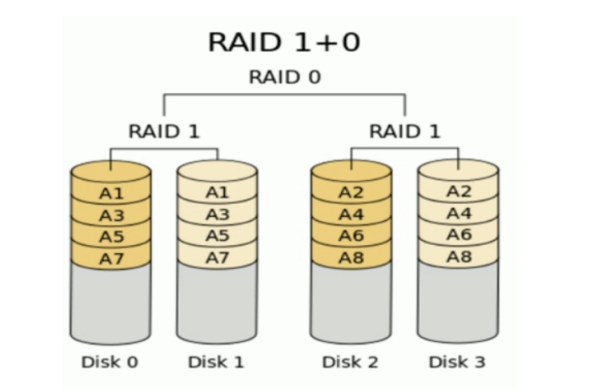 RAID 1+0
RAID 0
RAID 1 RAID 1
A1 A1 A2 A2
A3 A3 A4 A4
A5 A5 A6 A6
A7 A7 A8 A8
Disk 0 Disk 1 Disk 2 Disk 3